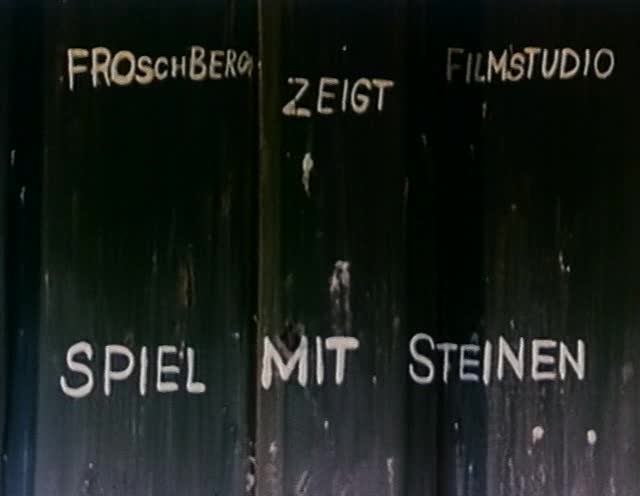 FROSCHBERG FILMSTUDIO
ZEIGT
SPIEL MIT STEINEN